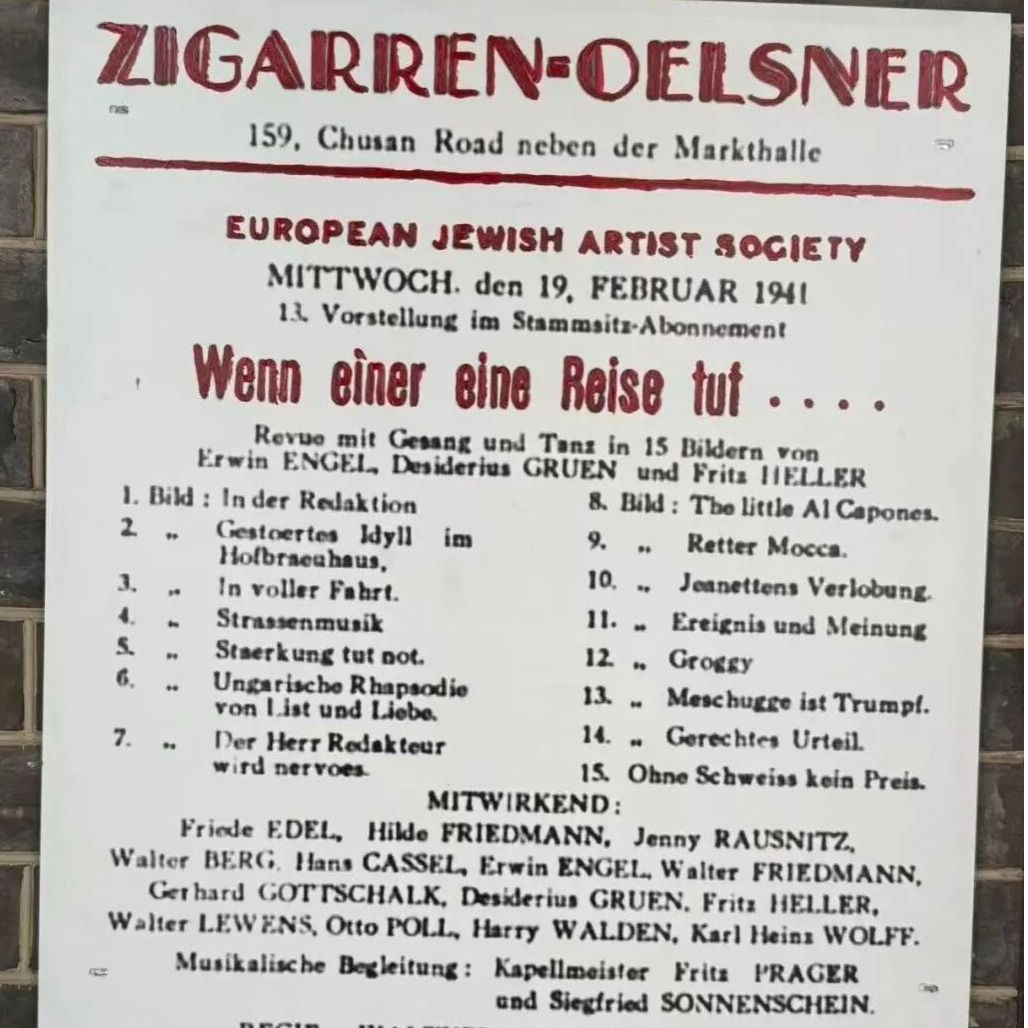 ZIGARREN-OELSNER
159, Chusan Road neben der Markthalle
EUROPEAN JEWISH ARTIST SOCIETY
MITTWOCH. den 19, FEBRUAR 1941
13. Vorstellung im Stammsitz-Abonnement
Wenn einer eine Reise tut ....
Revue mit Gesang und Tanz in 15 Bildern von
Erwin ENGEL, Desiderius GRUEN und Fritz HELLER
1. Bild : In der Redaktion
2. „ Gestoertes Idyll im
Hofbraeuhaus,
3. „ In voller Fahrt.
4. „ Strassenmusik
5. „ Staerkung tut not.
6. „ Ungarische Rhapsodie
von List und Liebe.
7. „ Der Herr Redakteur
wird nervoes.
8. Bild : The little Al Capones.
9. „ Retter Mocca.
10. „ Jeanettens Verlobung.
11. „ Ereignis und Meinung
12. „ Groggy
13. „ Meschugge ist Trumpf.
14. „ Gerechtes Urteil.
15. Ohne Schweiss kein Preis.
MITWIRKEND:
Friede EDEL, Hilde FRIEDMANN, Jenny RAUSNITZ,
Walter BERG. Hans CASSEL, Erwin ENGEL, Walter FRIEDMANN,
Gerhard GOTTSCHALK, Desiderius GRUEN. Fritz HELLER,
Walter LEWENS, Otto POLL, Harry WALDEN, Karl Heinz WOLFF.
Musikalische Begleitung : Kapellmeister Fritz PRAGER
und Siegfried SONNENSCHEIN.